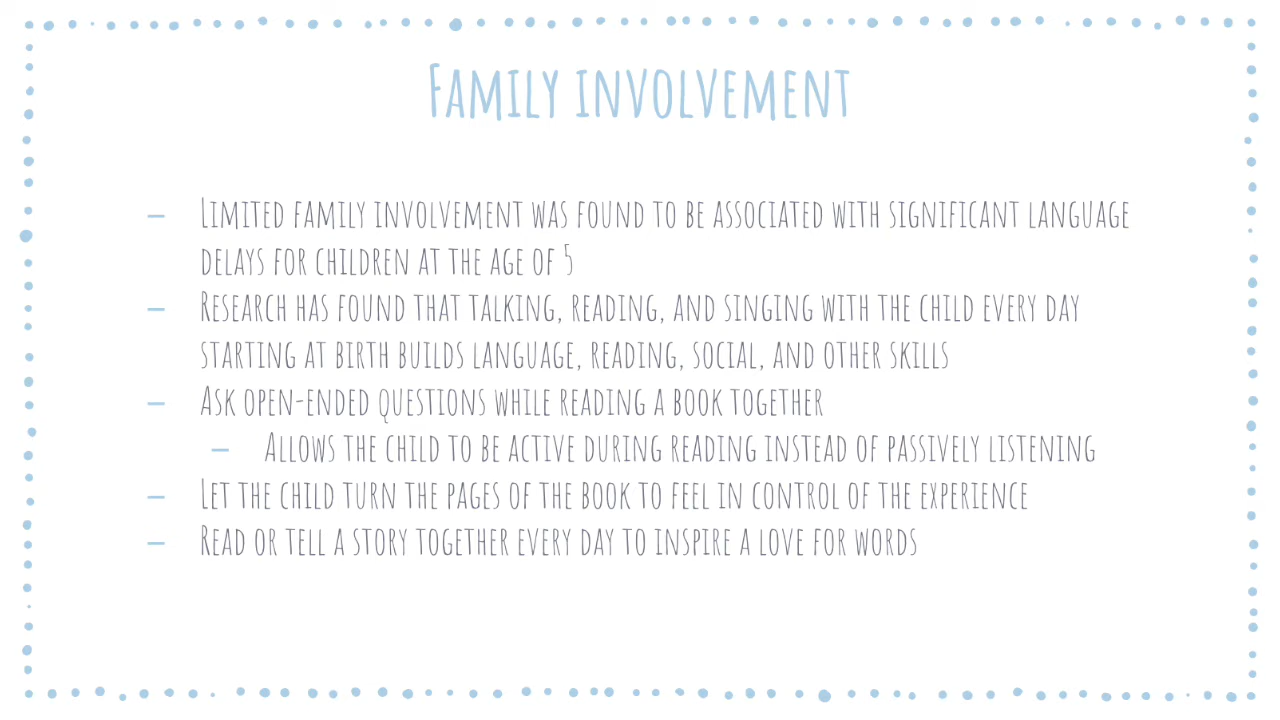 Family involvement
– Limited family involvement was found to be associated with significant language
delays for children at the age of 5
– Research has found that talking, reading, and singing with the child every day
starting at birth builds language, reading, social, and other skills
– Ask open-ended questions while reading a book together
– Allows the child to be active during reading instead of passively listening
– Let the child turn the pages of the book to feel in control of the experience
– Read or tell a story together every day to inspire a love for words